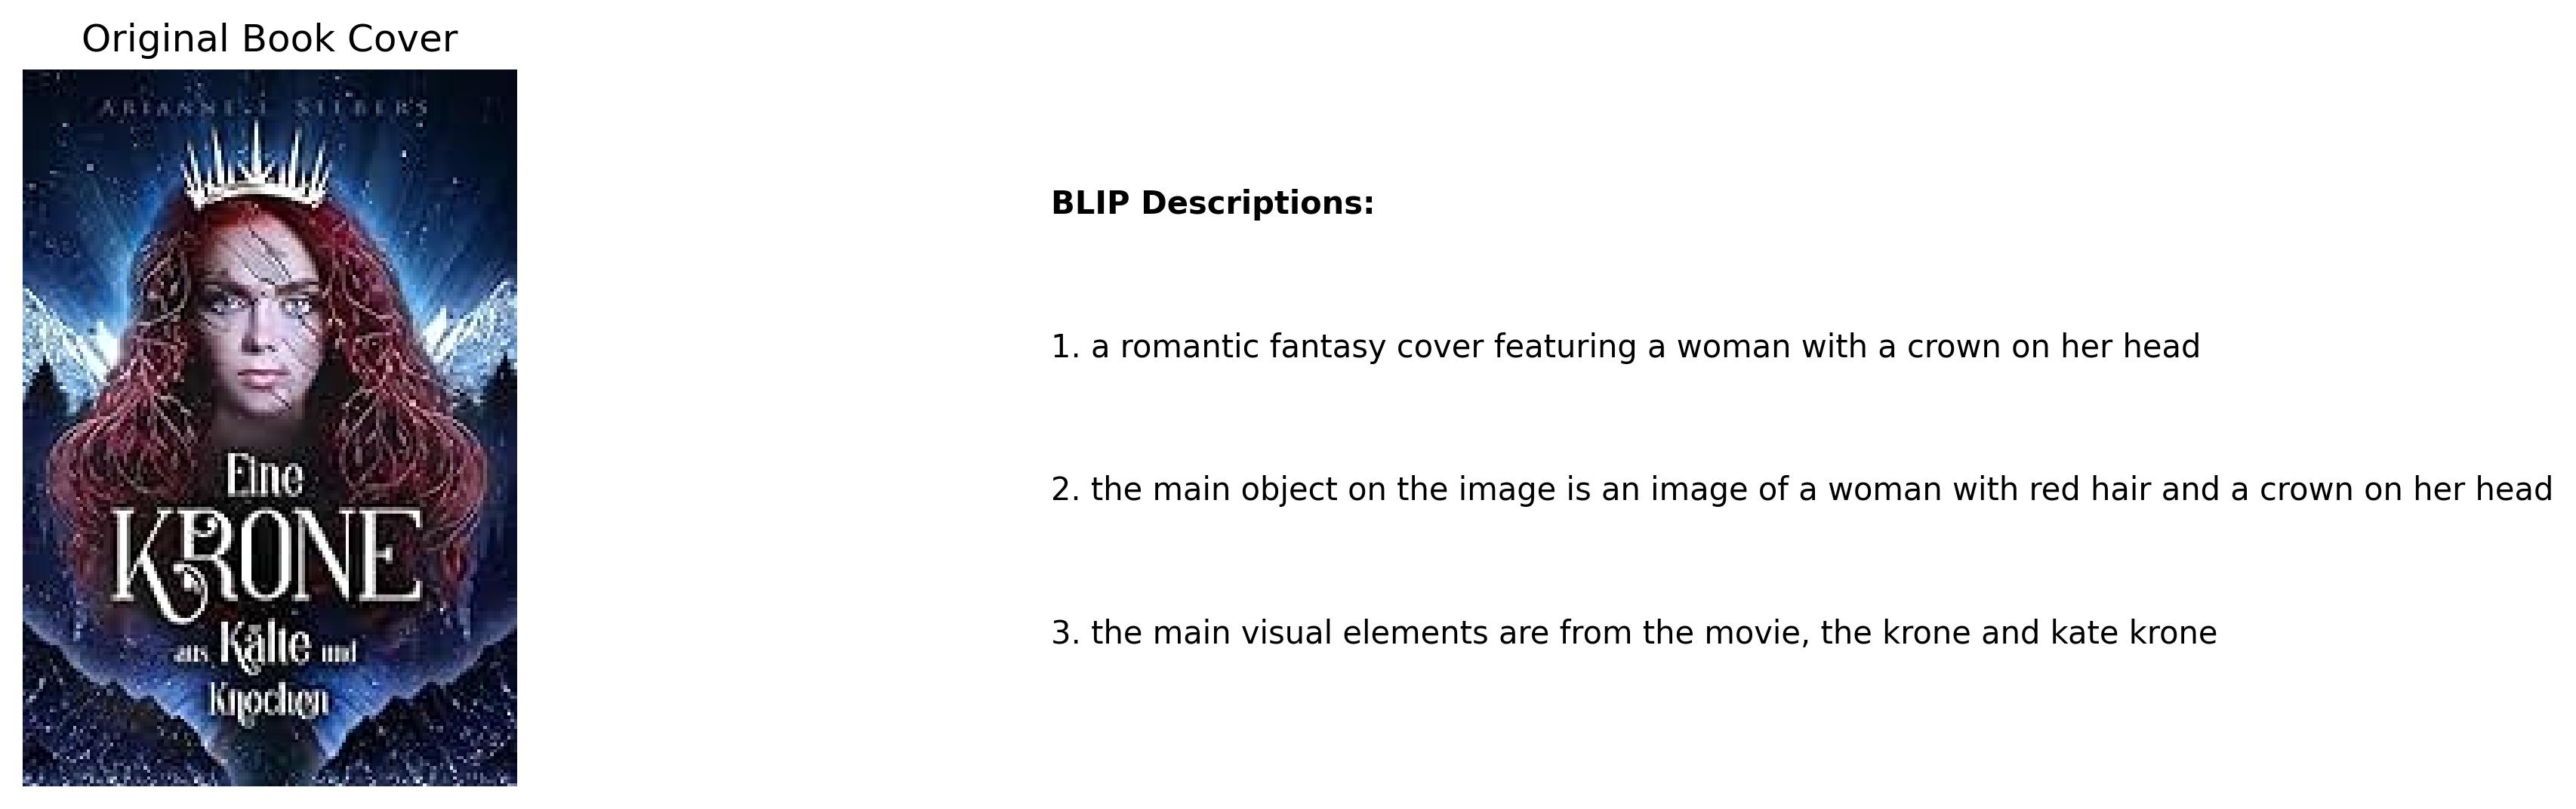 Original Book Cover
ARIANNE L. SILBERS
Eine
KRONE
aus Kälte und
Knochen
BLIP Descriptions:
1. a romantic fantasy cover featuring a woman with a crown on her head
2. the main object on the image is an image of a woman with red hair and a crown on her head
3. the main visual elements are from the movie, the krone and kate krone